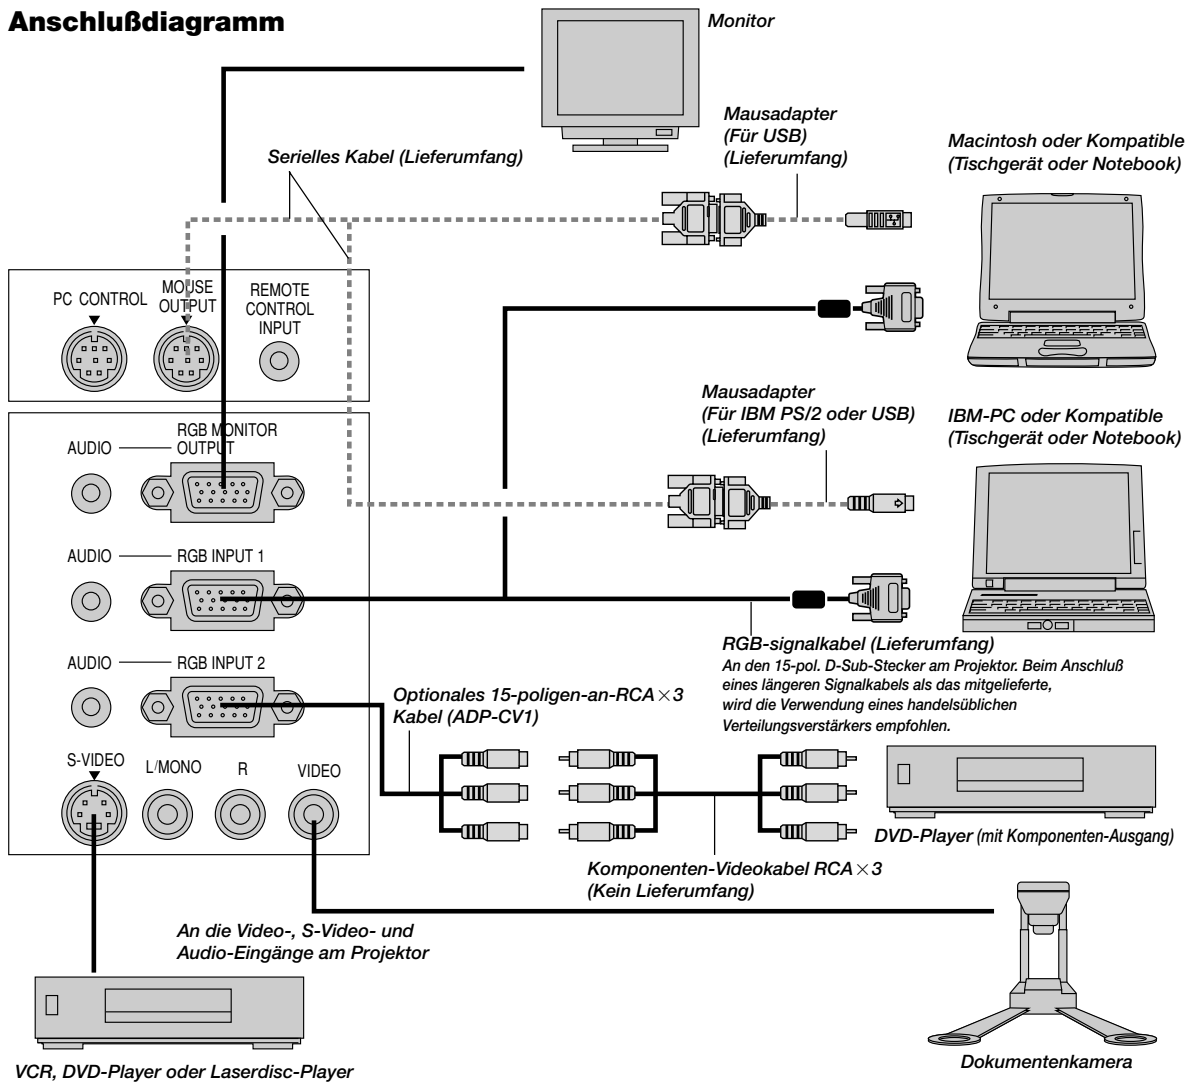 Anschlußdiagramm
Monitor
Mausadapter
(Für USB)
(Lieferumfang)
Macintosh oder Kompatible
(Tischgerät oder Notebook)
Serielles Kabel (Lieferumfang)
PC CONTROL
MOUSE
OUTPUT
REMOTE
CONTROL
INPUT
Mausadapter
(Für IBM PS/2 oder USB)
(Lieferumfang)
IBM-PC oder Kompatible
(Tischgerät oder Notebook)
AUDIO
RGB MONITOR
OUTPUT
AUDIO
RGB INPUT 1
RGB-signalkabel (Lieferumfang)
An den 15-pol. D-Sub-Stecker am Projektor. Beim Anschluß
eines längeren Signalkabels als das mitgelieferte,
wird die Verwendung eines handelsüblichen
Verteilungsverstärkers empfohlen.
AUDIO
RGB INPUT 2
Optionales 15-poligen-an-RCA×3
Kabel (ADP-CV1)
S-VIDEO
L/MONO
R
VIDEO
DVD-Player (mit Komponenten-Ausgang)
Komponenten-Videokabel RCA×3
(Kein Lieferumfang)
An die Video-, S-Video- und
Audio-Eingänge am Projektor
VCR, DVD-Player oder Laserdisc-Player
Dokumentenkamera